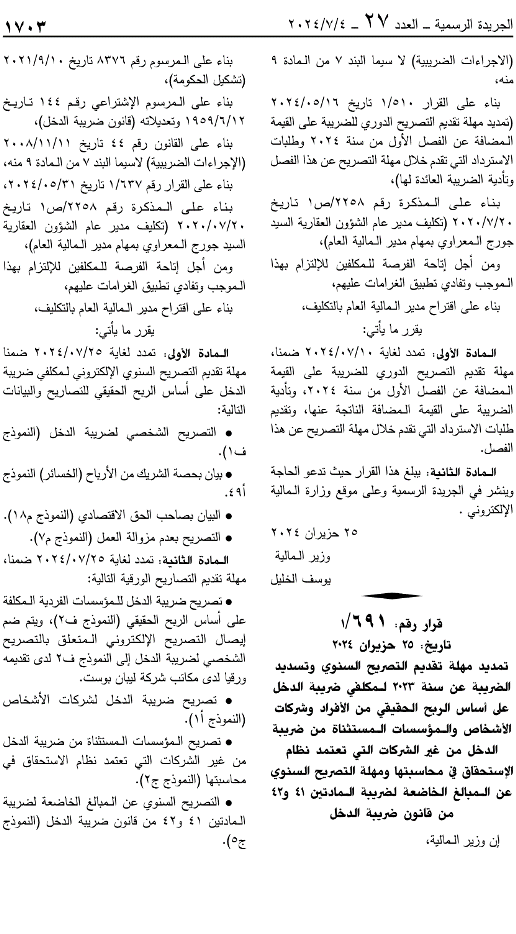 الجريدة الرسمية ــ العدد ٢٧ ــ ٢٠٢٤/٧/٤
١٧٠٣
(الاجراءات الضريبية) لا سيما البند ٧ من المادة ٩
منه،
بناء على القرار ١/٥١٠ تاريخ ٢٠٢٤/٠٥/١٦
(تمديد مهلة تقديم التصريح الدوري للضريبة على القيمة
المضافة عن الفصل الأول من سنة ٢٠٢٤ وطلبات
الاسترداد التي تقدم خلال مهلة التصريح عن هذا الفصل
وتأدية الضريبة العائدة لها)،
بناء على المذكرة رقم ٢٢٥٨/ص١ تاريخ
٢٠٢٠/٧/٢٠ (تكليف مدير عام الشؤون العقارية السيد
جورج المعراوي بمهام مدير المالية العام)،
ومن أجل إتاحة الفرصة للمكلفين للإلتزام بهذا
الموجب وتفادي تطبيق الغرامات عليهم،
بناء على اقتراح مدير المالية العام بالتكليف،
يقرر ما يأتي:
المادة الأولى: تمدد لغاية ٢٠٢٤/٠٧/١٠ ضمنا،
مهلة تقديم التصريح الدوري للضريبة على القيمة
المضافة عن الفصل الأول من سنة ٢٠٢٤، وتأدية
الضريبة على القيمة المضافة الناتجة عنها، وتقديم
طلبات الاسترداد التي تقدم خلال مهلة التصريح عن هذا
الفصل.
المادة الثانية: يبلغ هذا القرار حيث تدعو الحاجة
وينشر في الجريدة الرسمية وعلى موقع وزارة المالية
الإلكتروني .
٢٥ حزيران ٢٠٢٤
وزير المالية
يوسف الخليل
قرار رقم: ١/٦٩١
تاريخ: ٢٥ حزيران ٢٠٢٤
تمديد مهلة تقديم التصريح السنوي وتسديد
الضريبة عن سنة ٢٠٢٣ لمكلفي ضريبة الدخل
على أساس الربح الحقيقي من الأفراد وشركات
الأشخاص والمؤسسات المستثناة من ضريبة
الدخل من غير الشركات التي تعتمد نظام
الإستحقاق في محاسبتها ومهلة التصريح السنوي
عن المبالغ الخاضعة لضريبة المادتين ٤١ و٤٢
من قانون ضريبة الدخل
إن وزير المالية،
بناء على المرسوم رقم ٨٣٧٦ تاريخ ٢٠٢١/٩/١٠
(تشكيل الحكومة)،
بناء على المرسوم الإشتراعي رقم ١٤٤ تاريخ
١٩٥٩/٦/١٢ وتعديلاته (قانون ضريبة الدخل)،
بناء على القانون رقم ٤٤ تاريخ ٢٠٠٨/١١/١١
(الإجراءات الضريبية) لاسيما البند ٧ من المادة ٩ منه،
بناء على القرار رقم ١/٦٣٧ تاريخ ٢٠٢٤/٠٥/٣١،
بناء على المذكرة رقم ٢٢٥٨/ص١ تاريخ
٢٠٢٠/٠٧/٢٠ (تكليف مدير عام الشؤون العقارية
السيد جورج المعراوي بمهام مدير المالية العام)،
ومن أجل إتاحة الفرصة للمكلفين للإلتزام بهذا
الموجب وتفادي تطبيق الغرامات عليهم،
بناء على اقتراح مدير المالية العام بالتكليف،
يقرر ما يأتي:
المادة الأولى: تمدد لغاية ٢٠٢٤/٠٧/٢٥ ضمنا
مهلة تقديم التصريح السنوي الإلكتروني لمكلفي ضريبة
الدخل على أساس الربح الحقيقي للتصاريح والبيانات
التالية:
● التصريح الشخصي لضريبة الدخل (النموذج
ف١).
● بيان بحصة الشريك من الأرباح (الخسائر) النموذج
أ٤٩.
● البيان بصاحب الحق الاقتصادي (النموذج م١٨).
● التصريح بعدم مزاولة العمل (النموذج م٧).
المادة الثانية: تمدد لغاية ٢٠٢٤/٠٧/٢٥ ضمنا،
مهلة تقديم التصاريح الورقية التالية:
● تصريح ضريبة الدخل للمؤسسات الفردية المكلفة
على أساس الربح الحقيقي (النموذج ف٢)، ويتم ضم
إيصال التصريح الإلكتروني المتعلق بالتصريح
الشخصي لضريبة الدخل إلى النموذج ف٢ لدى تقديمه
ورقيا لدى مكاتب شركة ليبان بوست.
● تصريح ضريبة الدخل لشركات الأشخاص
(النموذج أ١).
● تصريح المؤسسات المستثناة من ضريبة الدخل
من غير الشركات التي تعتمد نظام الاستحقاق في
محاسبتها (النموذج ج٢).
● التصريح السنوي عن المبالغ الخاضعة لضريبة
المادتين ٤١ و٤٢ من قانون ضريبة الدخل (النموذج
ج٥).